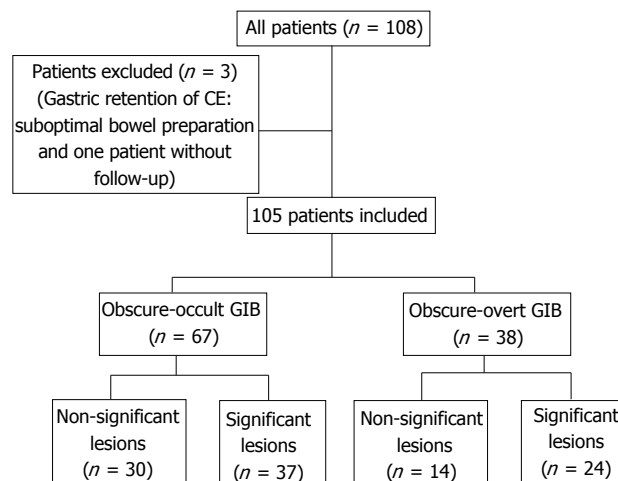 All patients (n = 108)
Patients excluded (n = 3)
(Gastric retention of CE:
suboptimal bowel preparation
and one patient without
follow-up)
105 patients included
Obscure-occult GIB
(n = 67)
Obscure-overt GIB
(n = 38)
Non-significant
lesions
(n = 30)
Significant
lesions
(n = 37)
Non-significant
lesions
(n = 14)
Significant
lesions
(n = 24)